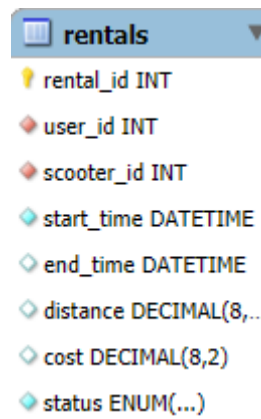 rentals
rental_id INT
user_id INT
scooter_id INT
start_time DATETIME
end_time DATETIME
distance DECIMAL(8,..
cost DECIMAL(8,2)
status ENUM(...)